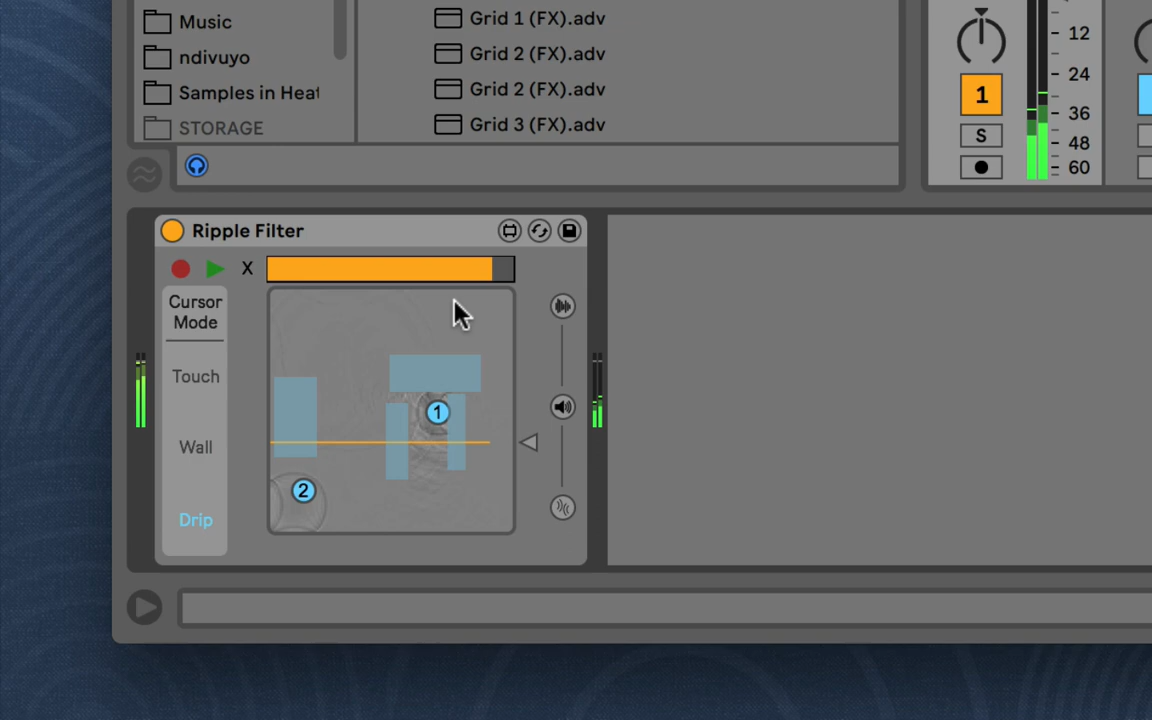 Music
ndivuyo
Samples in Heat
STORAGE
Grid 1 (FX).adv
Grid 2 (FX).adv
Grid 2 (FX).adv
Grid 3 (FX).adv
12
24
36
48
60
1
S
Ripple Filter
X
Cursor
Mode
Touch
Wall
Drip
1
2